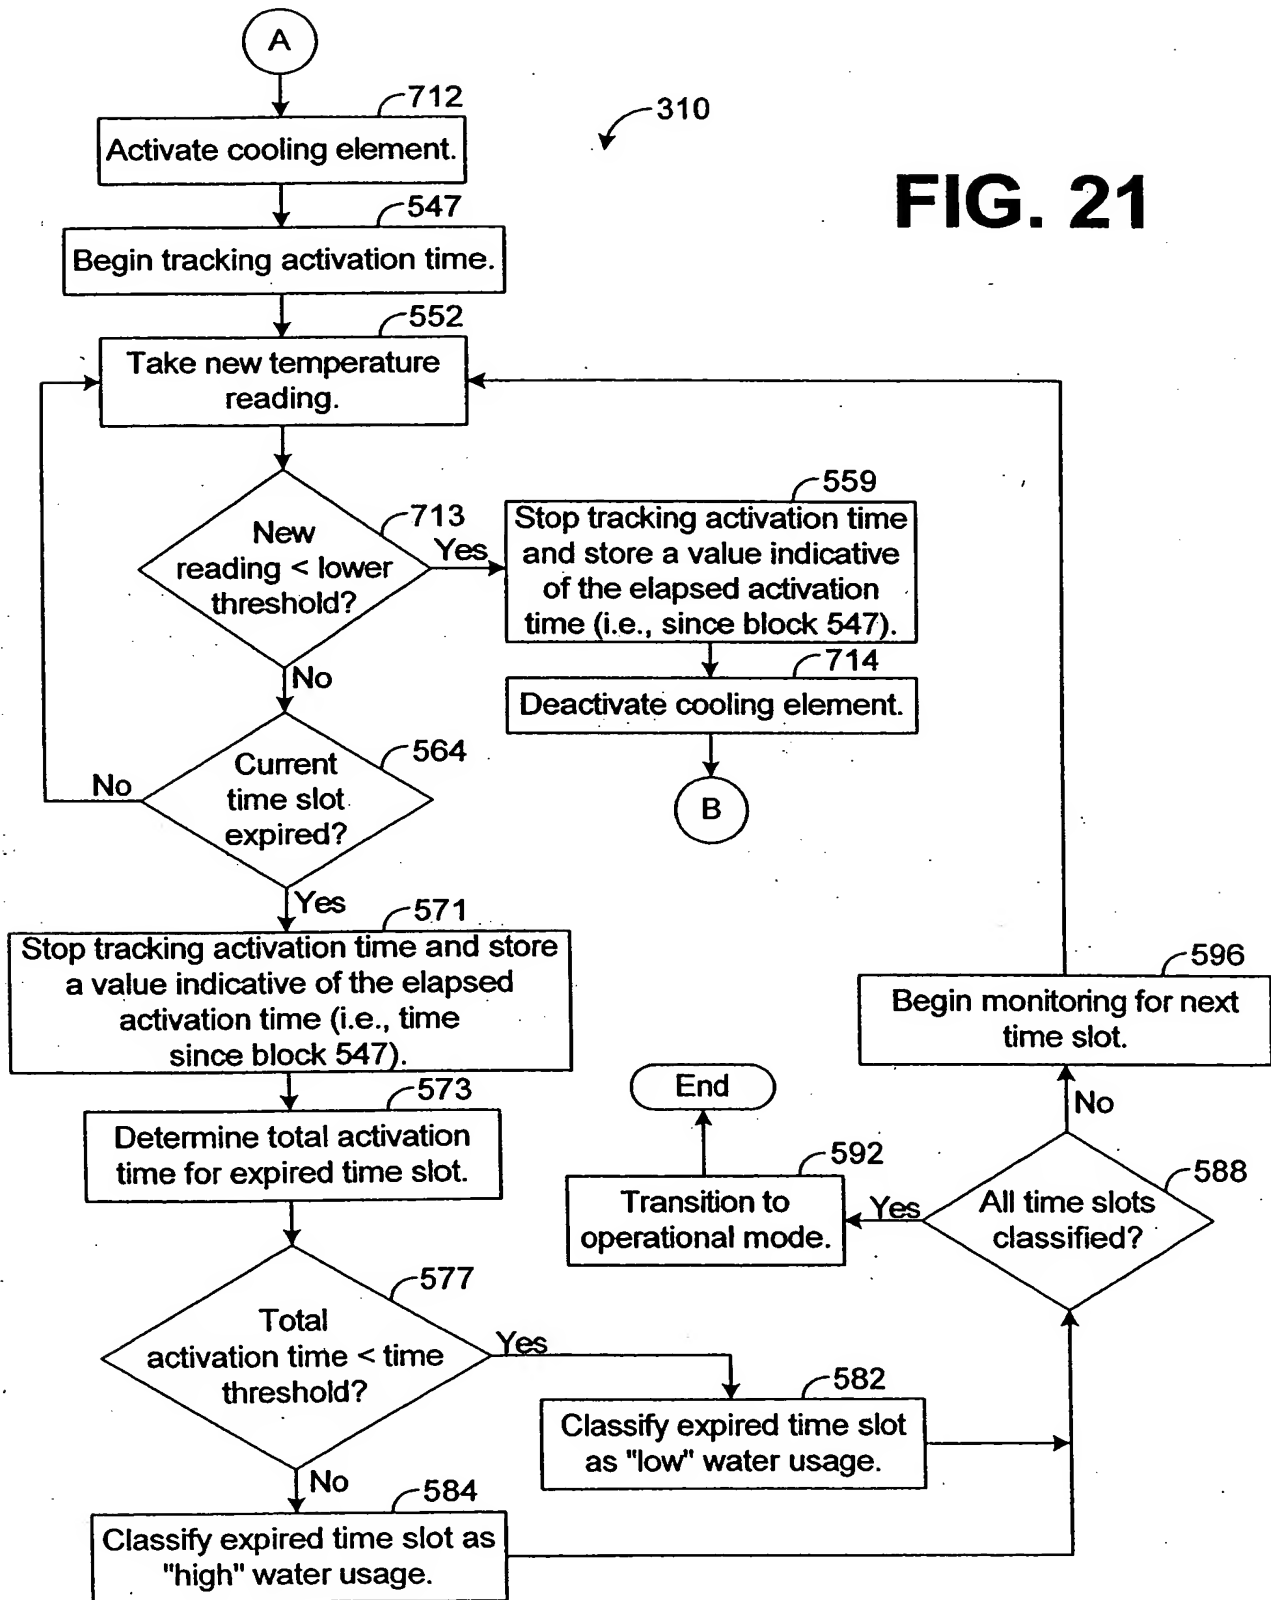 A
712
Activate cooling element.
310
FIG. 21
547
Begin tracking activation time.
552
Take new temperature
reading.
713
New
reading < lower
threshold?
Yes
559
Stop tracking activation time
and store a value indicative
of the elapsed activation
time (i.e., since block 547).
714
Deactivate cooling element.
B
No
564
Current
time slot
expired?
No
Yes
571
Stop tracking activation time and store
a value indicative of the elapsed
activation time (i.e., time
since block 547).
573
Determine total activation
time for expired time slot.
577
Total
activation time < time
threshold?
Yes
582
Classify expired time slot
as "low" water usage.
No
584
Classify expired time slot as
"high" water usage.
588
All time slots
classified?
Yes
592
Transition to
operational mode.
End
No
596
Begin monitoring for next
time slot.